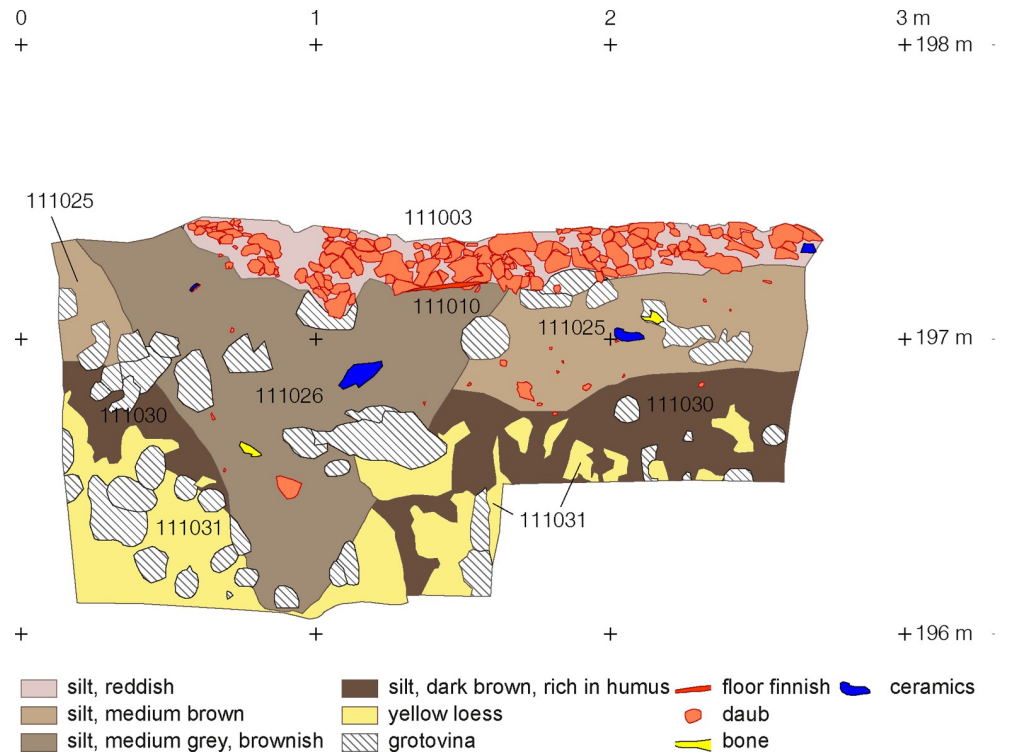 0 1 2 3 m
198 m
111025
111003
111010
111025
197 m
111026
111030
111030
111031
111031
196 m
silt, reddish
silt, medium brown
silt, medium grey, brownish
silt, dark brown, rich in humus
yellow loess
grotovina
floor finnish
daub
bone
ceramics